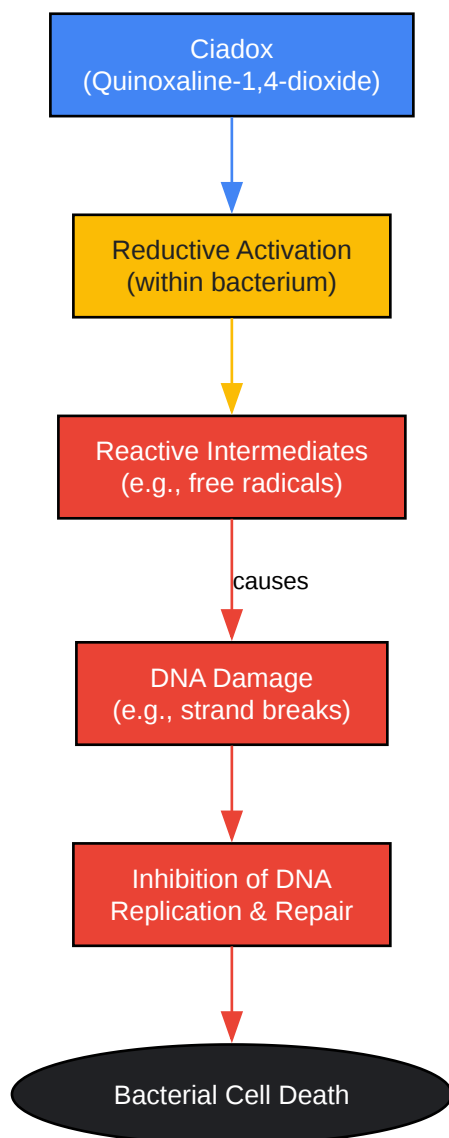 Ciadox
(Quinoxaline-1,4-dioxide)
Reductive Activation
(within bacterium)
Reactive Intermediates
(e.g., free radicals)
causes
DNA Damage
(e.g., strand breaks)
Inhibition of DNA
Replication & Repair
Bacterial Cell Death